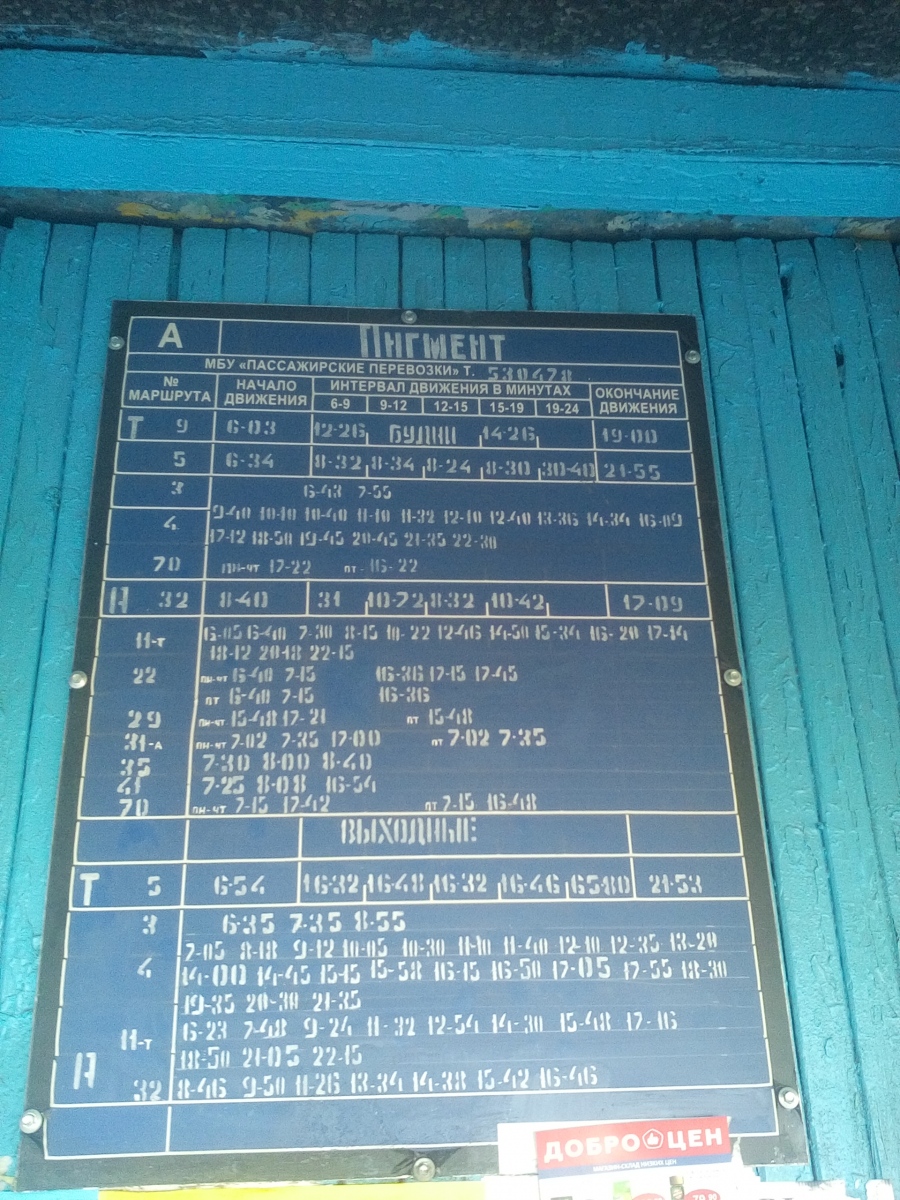 А ПИГМЕНТ
МБУ «ПАССАЖИРСКИЕ ПЕРЕВОЗКИ» Т. 530478
№ МАРШРУТА НАЧАЛО ДВИЖЕНИЯ ИНТЕРВАЛ ДВИЖЕНИЯ В МИНУТАХ ОКОНЧАНИЕ ДВИЖЕНИЯ
6-9 9-12 12-15 15-19 19-24
Т 9 6-03 12-26 БУДНИ 14-26 19-00
5 6-34 8-32 8-34 8-24 8-30 30-40 21-55
3 6-43 7-55
4 9-40 10-10 10-40 11-10 11-32 12-10 12-40 13-36 14-34 16-09
17-12 18-50 19-45 20-45 21-35 22-30
70 ПН-ЧТ 17-22 ПТ - 16-22
А 32 8-40 31 10-72 8-32 10-42 17-09
11-Т 6-05 6-40 7-30 8-15 10-22 12-46 14-50 15-34 16-20 17-14
18-12 20-18 22-15
22 ПН-ЧТ 6-40 7-15 16-36 17-15 17-45
ПТ 6-40 7-15 16-36
29 ПН-ЧТ 15-48 17-21 ПТ 15-48
31-А ПН-ЧТ 7-02 7-35 17-00 ПТ 7-02 7-35
35 7-30 8-00 8-40
41 7-25 8-08 16-54
70 ПН-ЧТ 7-15 17-42 ПТ 7-15 16-48
ВЫХОДНЫЕ
Т 5 6-54 16-32 16-48 16-32 16-46 65-80 21-53
3 6-35 7-35 8-55
7-05 8-18 9-12 10-05 10-30 11-10 11-40 12-10 12-35 13-20
4 14-00 14-45 15-15 15-58 16-15 16-50 17-05 17-55 18-30
19-35 20-30 21-35
11-Т 6-23 7-48 9-24 11-32 12-54 14-30 15-48 17-16
18-50 21-05 22-15
А 32 8-46 9-50 11-26 13-34 14-38 15-42 16-46
ДОБРОЦЕН
МАГАЗИН-СКЛАД НИЗКИХ ЦЕН